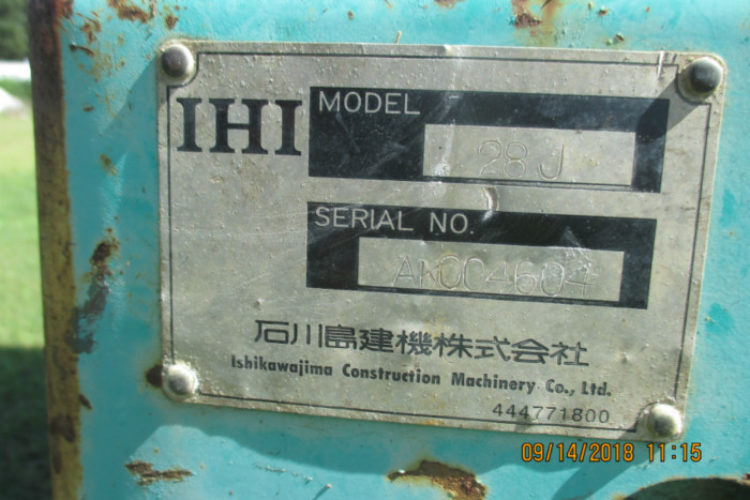 IHI
MODEL
28J
SERIAL NO.
AK004604
石川島建機株式会社
Ishikawajima Construction Machinery Co., Ltd.
444771800
09/14/2018 11:15